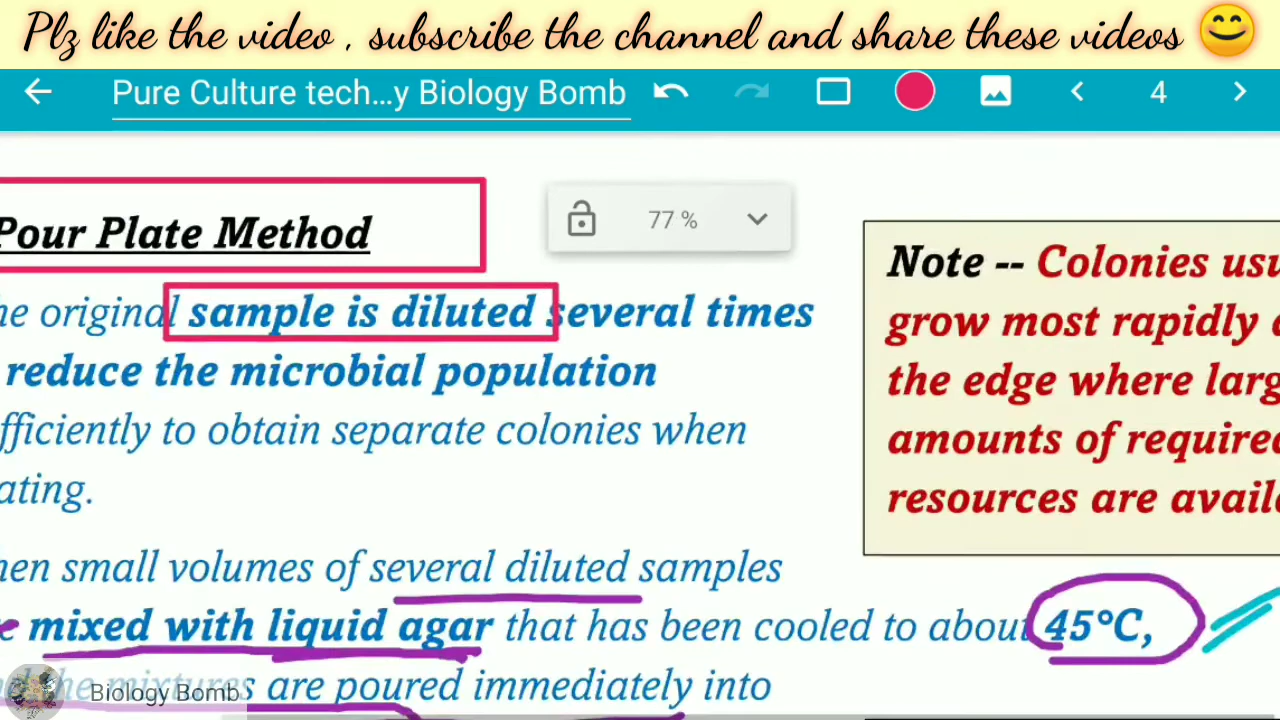 Plz like the video , subscribe the channel and share these videos
Pure Culture tech...y Biology Bomb
4
77 %
Pour Plate Method
he original sample is diluted several times
reduce the microbial population
fficiently to obtain separate colonies when
ating.
hen small volumes of several diluted samples
e mixed with liquid agar that has been cooled to about 45°C,
the mixtures are poured immediately into
Note -- Colonies usu
grow most rapidly a
the edge where larg
amounts of required
resources are availa
Biology Bomb